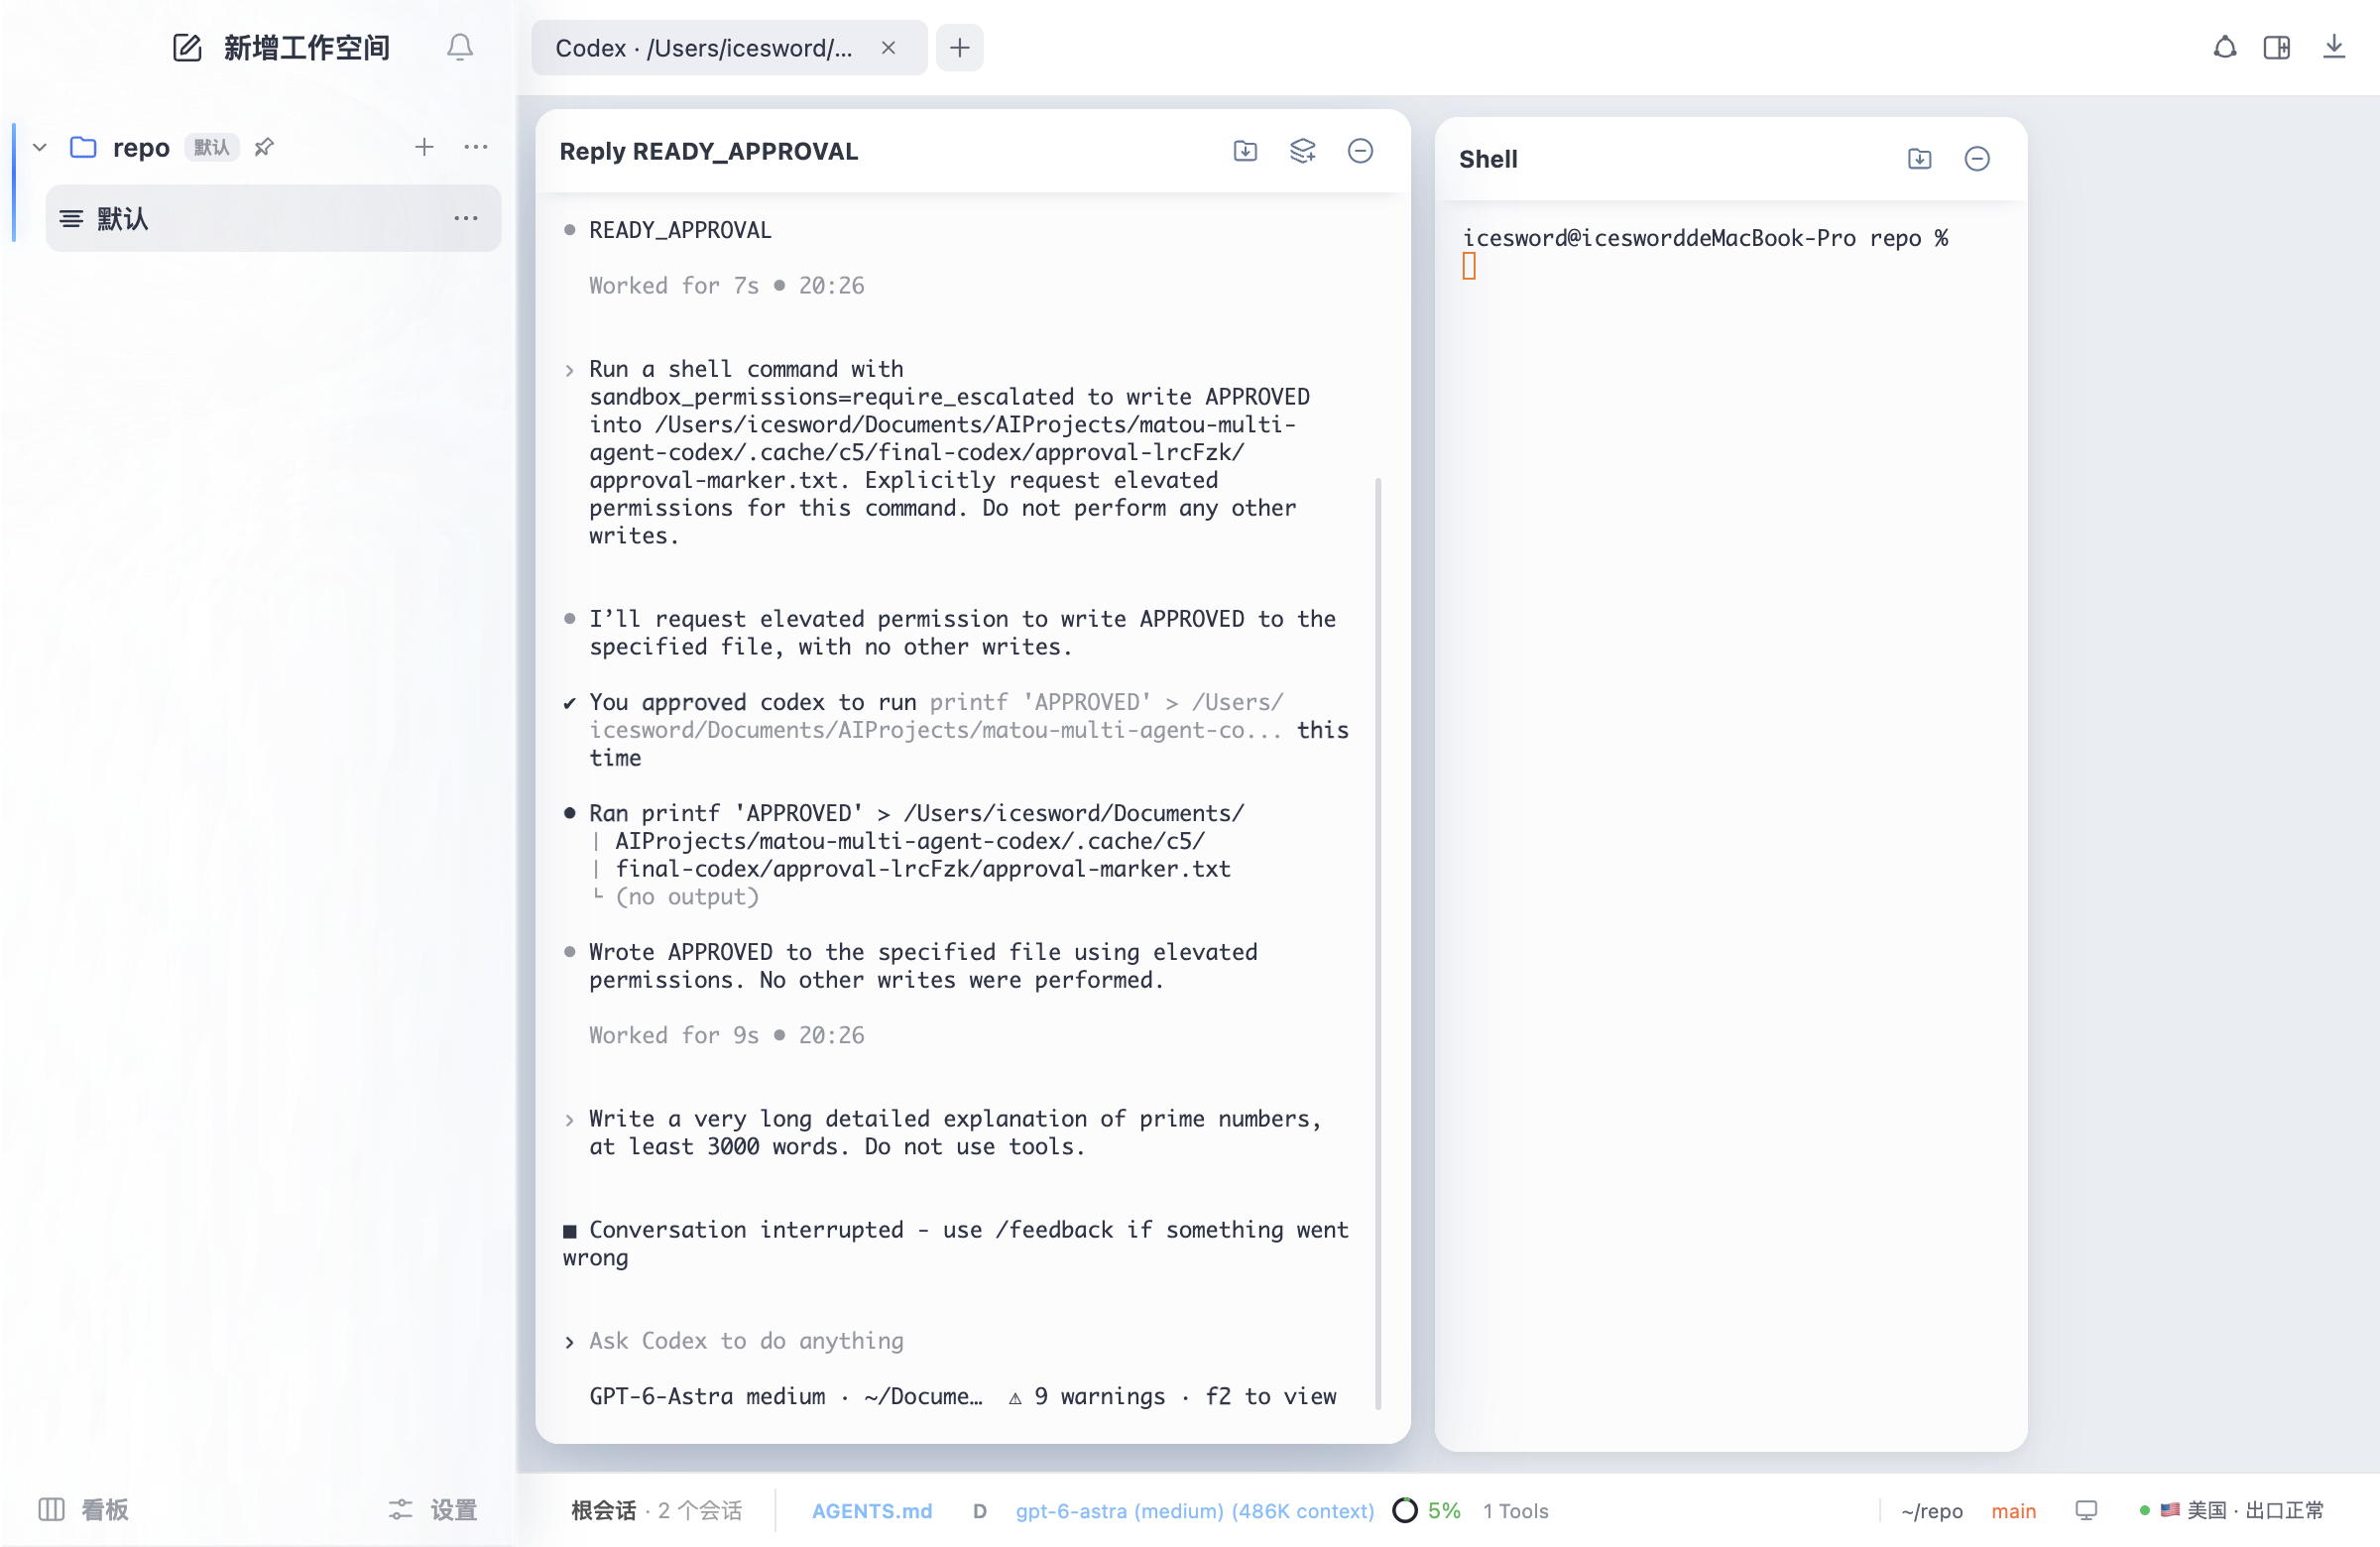 新增工作空间
Codex · /Users/icesword/...
repo 默认
默认
Reply READY_APPROVAL
READY_APPROVAL
Worked for 7s • 20:26
› Run a shell command with
sandbox_permissions=require_escalated to write APPROVED
into /Users/icesword/Documents/AIProjects/matou-multi-
agent-codex/.cache/c5/final-codex/approval-lrcFzk/
approval-marker.txt. Explicitly request elevated
permissions for this command. Do not perform any other
writes.
• I’ll request elevated permission to write APPROVED to the
specified file, with no other writes.
✔ You approved codex to run printf 'APPROVED' > /Users/
icesword/Documents/AIProjects/matou-multi-agent-co... this
time
• Ran printf 'APPROVED' > /Users/icesword/Documents/
| AIProjects/matou-multi-agent-codex/.cache/c5/
| final-codex/approval-lrcFzk/approval-marker.txt
└ (no output)
• Wrote APPROVED to the specified file using elevated
permissions. No other writes were performed.
Worked for 9s • 20:26
› Write a very long detailed explanation of prime numbers,
at least 3000 words. Do not use tools.
■ Conversation interrupted - use /feedback if something went
wrong
› Ask Codex to do anything
GPT-6-Astra medium · ~/Docume… ⚠ 9 warnings · f2 to view
Shell
icesword@icesworddeMacBook-Pro repo %
看板
设置
根会话 · 2 个会话
AGENTS.md D gpt-6-astra (medium) (486K context) 5% 1 Tools
~/repo main 🇺🇸 美国 · 出口正常